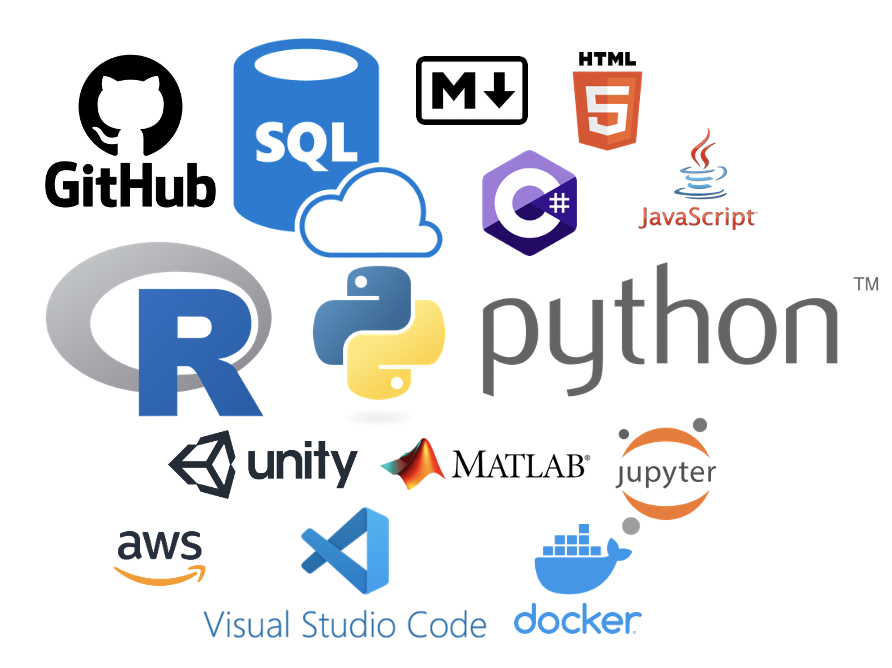 GitHub
SQL
M
HTML
5
C#
JavaScript
R
python
TM
unity
MATLAB®
jupyter
aws
Visual Studio Code
docker